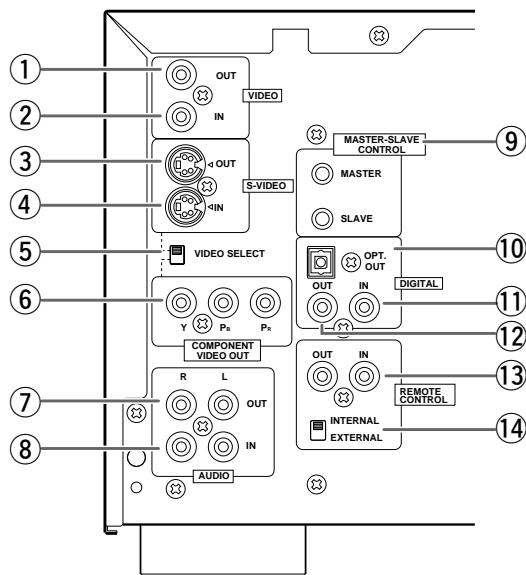 ① OUT
② IN
VIDEO
③ OUT
④ IN
S-VIDEO
⑤ VIDEO SELECT
⑥
Y PB PR
COMPONENT
VIDEO OUT
R L
⑦ OUT
⑧ IN
AUDIO
⑨
MASTER-SLAVE
CONTROL
MASTER
SLAVE
⑩
OPT.
OUT
OUT IN
DIGITAL
⑪
⑫
OUT IN
⑬
REMOTE
CONTROL
INTERNAL
EXTERNAL
⑭